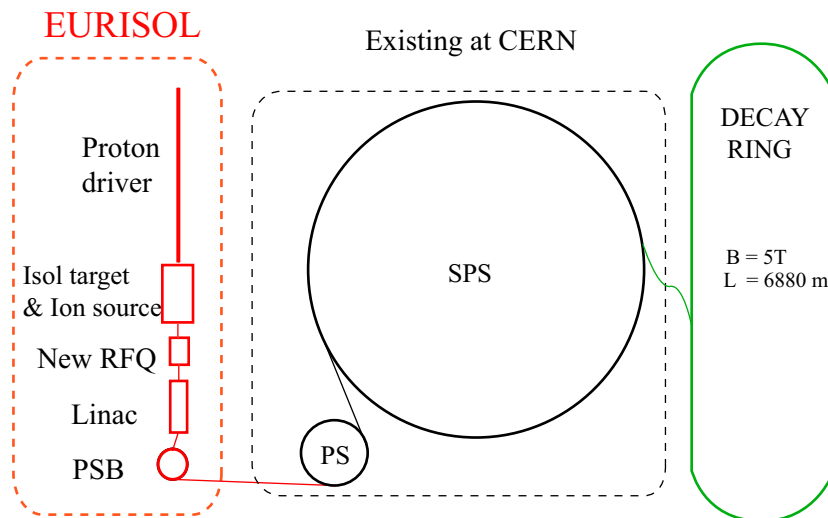 EURISOL
Existing at CERN
Proton
driver
Isol target
& Ion source
New RFQ
Linac
PSB
PS
SPS
DECAY
RING
B = 5T
L = 6880 m